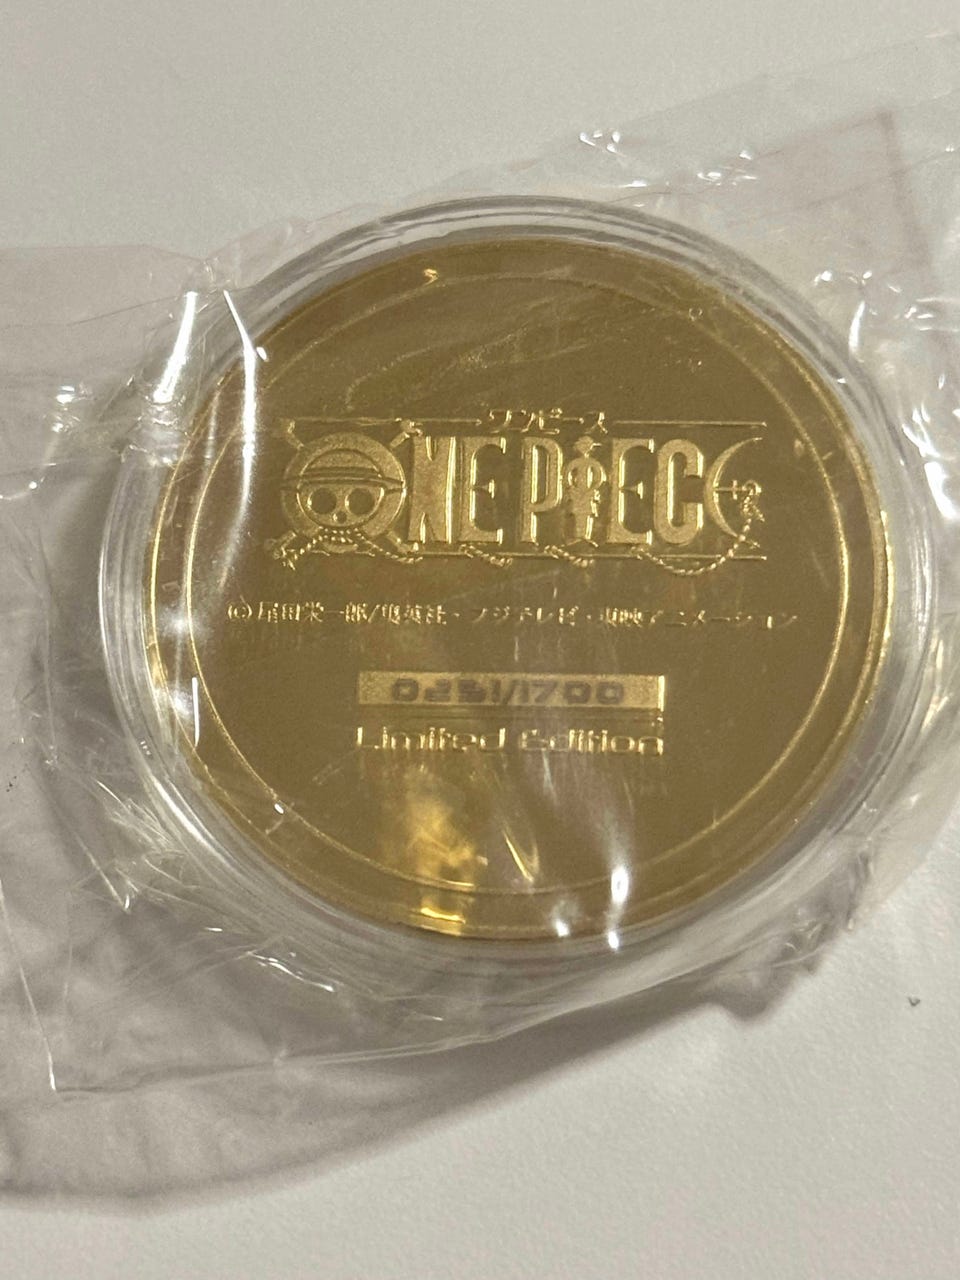 ワンピース
ONE PIECE
©尾田栄一郎/集英社・フジテレビ・東映アニメーション
0251/1700
Limited Edition